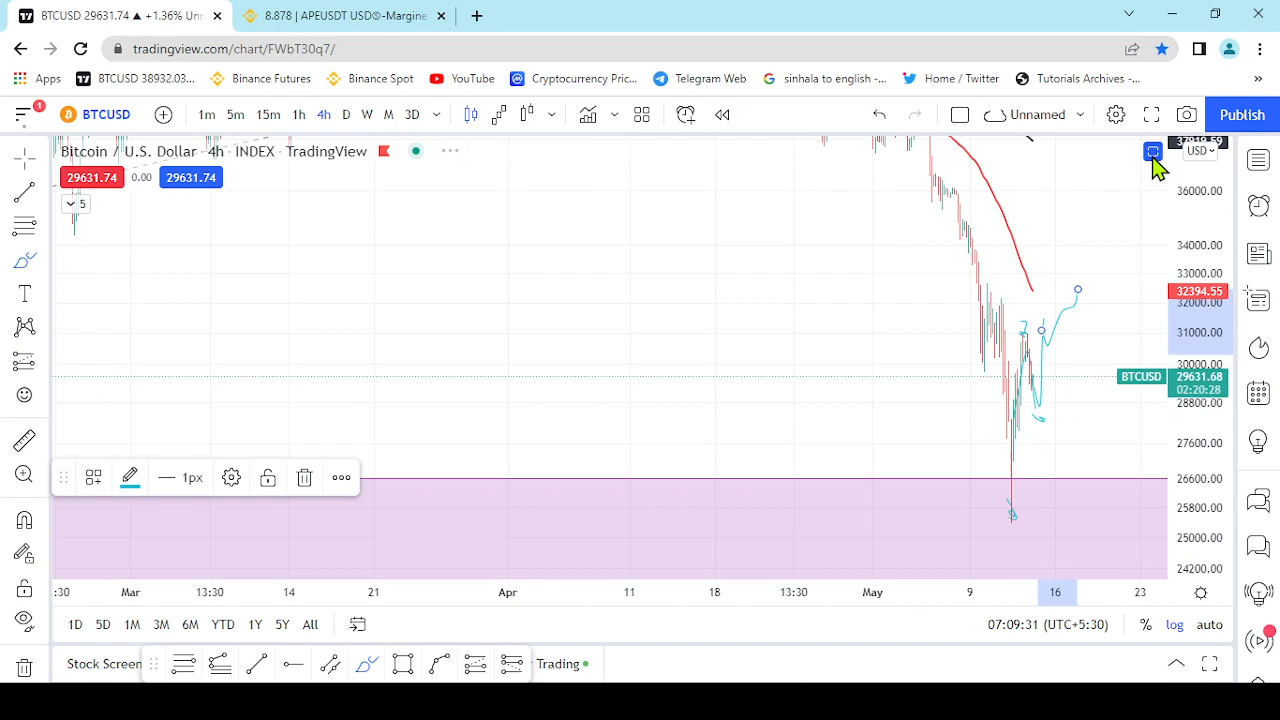 BTCUSD 29631.74 ▲ +1.36% Unn
8.878 | APEUSDT USDⓈ-Margine
tradingview.com/chart/FWbT30q7/
Apps
BTCUSD 38932.03...
Binance Futures
Binance Spot
YouTube
Cryptocurrency Pric...
Telegram Web
sinhala to english -...
Home / Twitter
Tutorials Archives -...
»
1
BTCUSD
1m 5m 15m 1h 4h D W M 3D
Unnamed
Publish
Bitcoin / U.S. Dollar · 4h · INDEX · TradingView
29631.74 0.00 29631.74
5
37919.59
USD
36000.00
34000.00
33000.00
32394.55
32000.00
31000.00
30000.00
BTCUSD 29631.68
02:20:28
28800.00
27600.00
26600.00
25800.00
25000.00
24200.00
1px
:30 Mar 13:30 14 21 Apr 11 18 13:30 May 9 16 23
1D 5D 1M 3M 6M YTD 1Y 5Y All
07:09:31 (UTC+5:30)
% log auto
Stock Screen
Trading